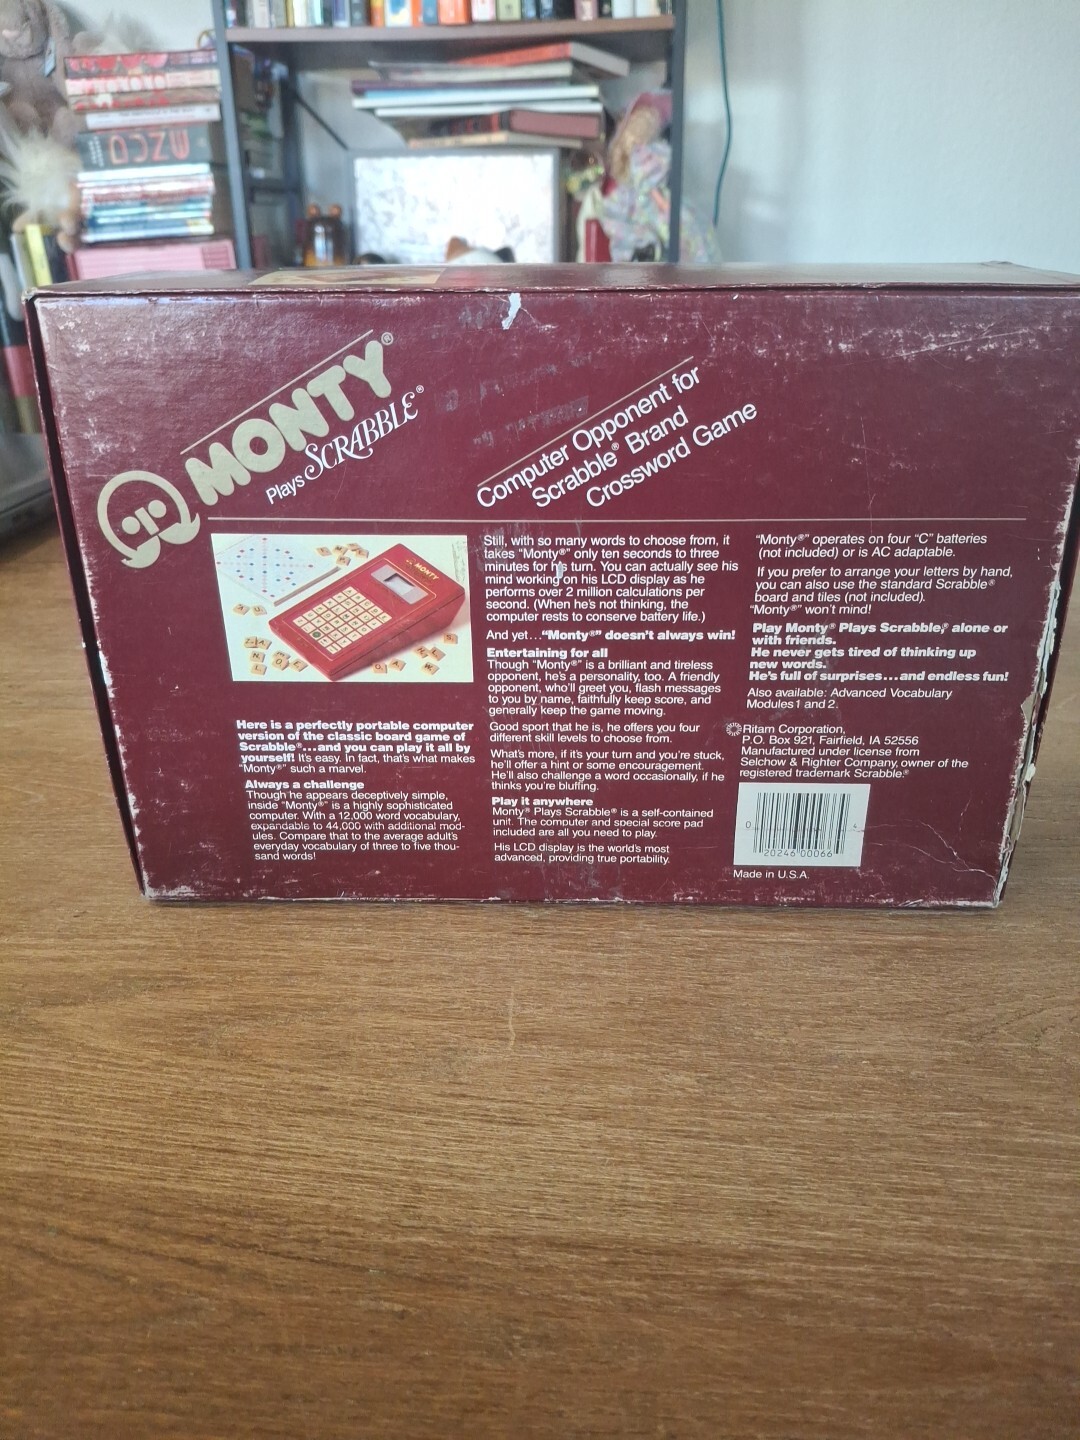 MONTY®
Plays SCRABBLE®
Computer Opponent for
Scrabble® Brand
Crossword Game
MONTY
Here is a perfectly portable computer
version of the classic board game of
Scrabble®...and you can play it all by
yourself! It's easy. In fact, that's what makes
"Monty®" such a marvel.
Always a challenge
Though he appears deceptively simple,
inside "Monty®" is a highly sophisticated
computer. With a 12,000 word vocabulary,
expandable to 44,000 with additional mod-
ules. Compare that to the average adult's
everyday vocabulary of three to five thou-
sand words!
Still, with so many words to choose from, it
takes "Monty®" only ten seconds to three
minutes for his turn. You can actually see his
mind working on his LCD display as he
performs over 2 million calculations per
second. (When he's not thinking, the
computer rests to conserve battery life.)
And yet..."Monty®" doesn't always win!
Entertaining for all
Though "Monty®" is a brilliant and tireless
opponent, he's a personality, too. A friendly
opponent, who'll greet you, flash messages
to you by name, faithfully keep score, and
generally keep the game moving.
Good sport that he is, he offers you four
different skill levels to choose from.
What's more, if it's your turn and you're stuck,
he'll offer a hint or some encouragement.
He'll also challenge a word occasionally, if he
thinks you're bluffing.
Play it anywhere
Monty® Plays Scrabble® is a self-contained
unit. The computer and special score pad
included are all you need to play.
His LCD display is the world's most
advanced, providing true portability.
"Monty®" operates on four "C" batteries
(not included) or is AC adaptable.
If you prefer to arrange your letters by hand,
you can also use the standard Scrabble®
board and tiles (not included).
"Monty®" won't mind!
Play Monty® Plays Scrabble,® alone or
with friends.
He never gets tired of thinking up
new words.
He's full of surprises...and endless fun!
Also available: Advanced Vocabulary
Modules 1 and 2.
Ritam Corporation,
P.O. Box 921, Fairfield, IA 52556
Manufactured under license from
Selchow & Righter Company, owner of the
registered trademark Scrabble.®
0 20246 00066 4
Made in U.S.A.